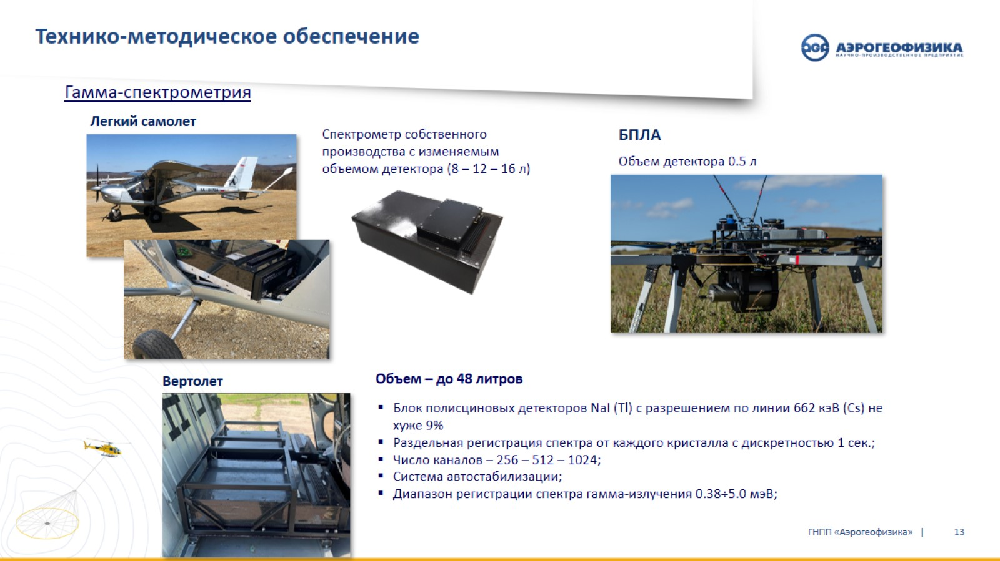 Технико-методическое обеспечение
АЭРОГЕОФИЗИКА
НАУЧНО-ПРОИЗВОДСТВЕННОЕ ПРЕДПРИЯТИЕ
Гамма-спектрометрия
Легкий самолет
Спектрометр собственного
производства с изменяемым
объемом детектора (8 – 12 – 16 л)
БПЛА
Объем детектора 0.5 л
Вертолет
Объем – до 48 литров
▪ Блок полисциновых детекторов NaI (Tl) с разрешением по линии 662 кэВ (Cs) не
хуже 9%
▪ Раздельная регистрация спектра от каждого кристалла с дискретностью 1 сек.;
▪ Число каналов – 256 – 512 – 1024;
▪ Система автостабилизации;
▪ Диапазон регистрации спектра гамма-излучения 0.38÷5.0 мэВ;
ГНПП «Аэрогеофизика» | 13